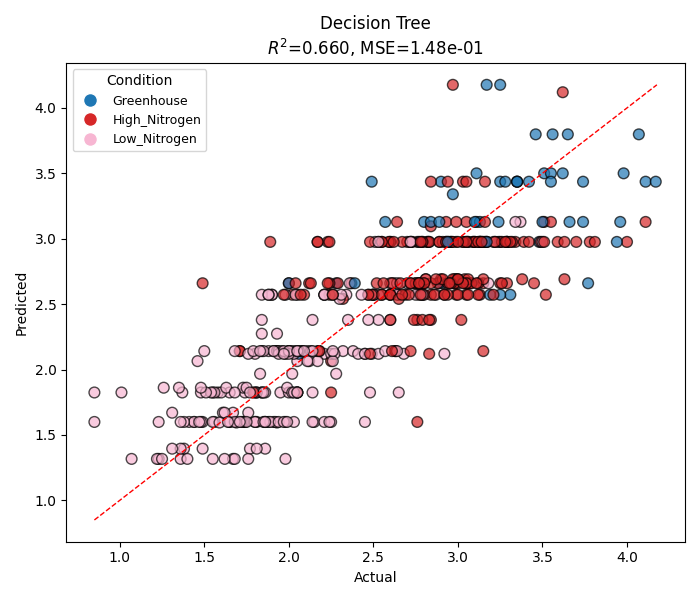 Decision Tree
R²=0.660, MSE=1.48e-01
Condition
Greenhouse
High_Nitrogen
Low_Nitrogen
Predicted
4.0
3.5
3.0
2.5
2.0
1.5
1.0
1.0 1.5 2.0 2.5 3.0 3.5 4.0
Actual